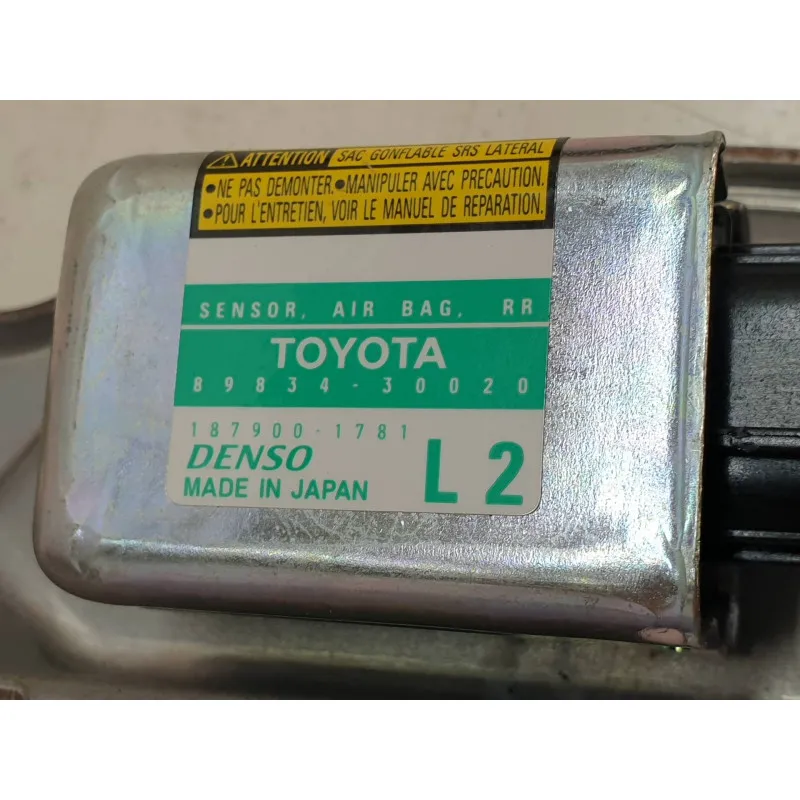 ATTENTION SAC GONFLABLE SRS LATERAL
•NE PAS DEMONTER.•MANIPULER AVEC PRECAUTION.
•POUR L'ENTRETIEN, VOIR LE MANUEL DE REPARATION.
SENSOR, AIR BAG, RR
TOYOTA
89834-30020
187900-1781
DENSO
MADE IN JAPAN
L2